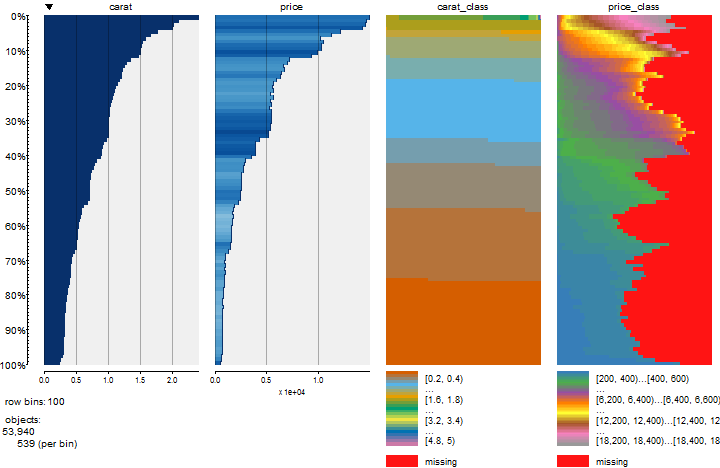 carat price carat_class price_class
0%
10%
20%
30%
40%
50%
60%
70%
80%
90%
100%
0.0 0.5 1.0 1.5 2.0 0.0 0.5 1.0
x 1e+04
row bins: 100
objects:
53,940
539 (per bin)
[0.2, 0.4)
...
[1.6, 1.8)
...
[3.2, 3.4)
...
[4.8, 5)
missing
[200, 400)...[400, 600)
...
[6,200, 6,400)...[6,400, 6,600)
...
[12,200, 12,400)...[12,400, 12
...
[18,200, 18,400)...[18,400, 18
missing